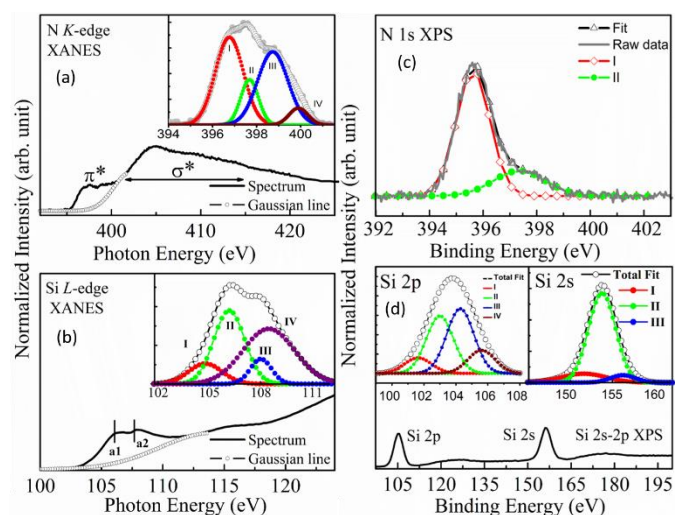 Normalized Intensity (arb. unit)
N K-edge
XANES
(a)
I
II
III
IV
394 396 398 400
π*
σ*
Spectrum
Gaussian line
400 410 420
Photon Energy (eV)
Si L-edge
XANES
(b)
I
II
III
IV
102 105 108 111
a1 a2
Spectrum
Gaussian line
100 105 110 115 120
Photon Energy (eV)
Normalized Intensity (arb. unit)
N 1s XPS
(c)
Fit
Raw data
I
II
392 394 396 398 400 402
Binding Energy (eV)
Si 2p
(d)
Total Fit
I
II
III
IV
100 102 104 106 108
Si 2s
Total Fit
I
II
III
150 155 160
Si 2p
Si 2s
Si 2s-2p XPS
105 120 135 150 165 180 195
Binding Energy (eV)